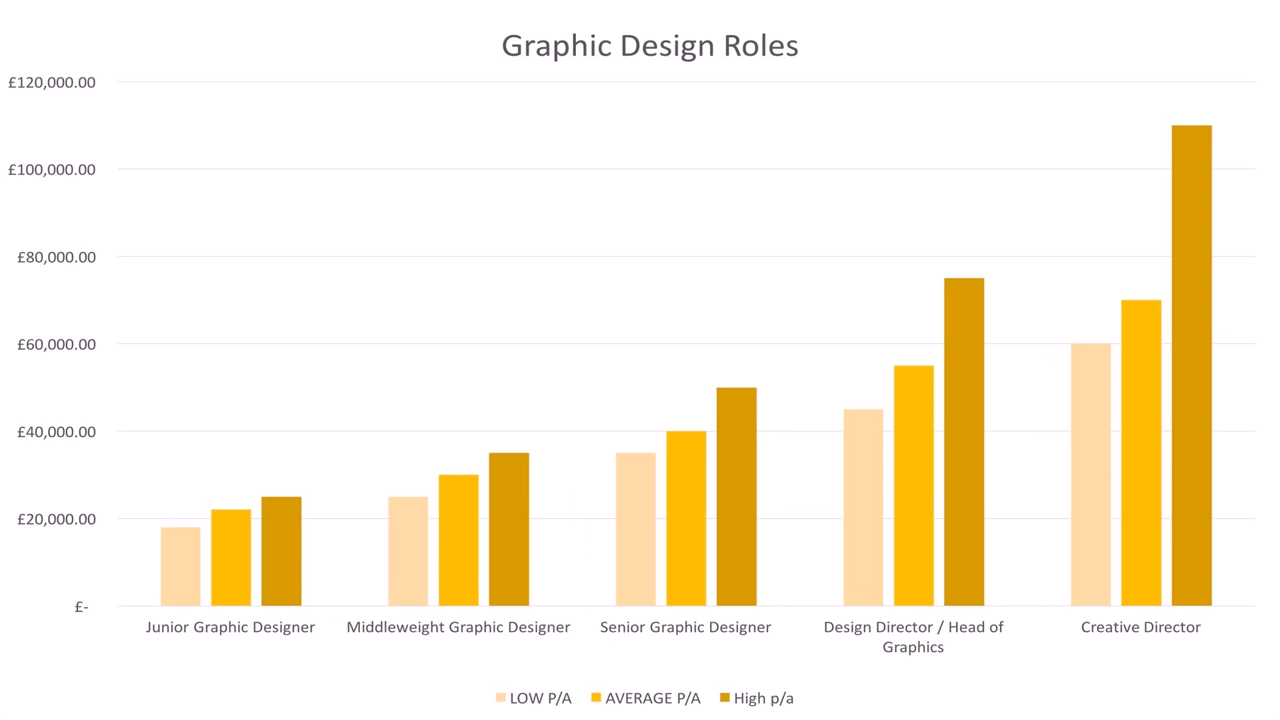 Graphic Design Roles
£120,000.00
£100,000.00
£80,000.00
£60,000.00
£40,000.00
£20,000.00
£-
Junior Graphic Designer
Middleweight Graphic Designer
Senior Graphic Designer
Design Director / Head of
Graphics
Creative Director
LOW P/A
AVERAGE P/A
High p/a